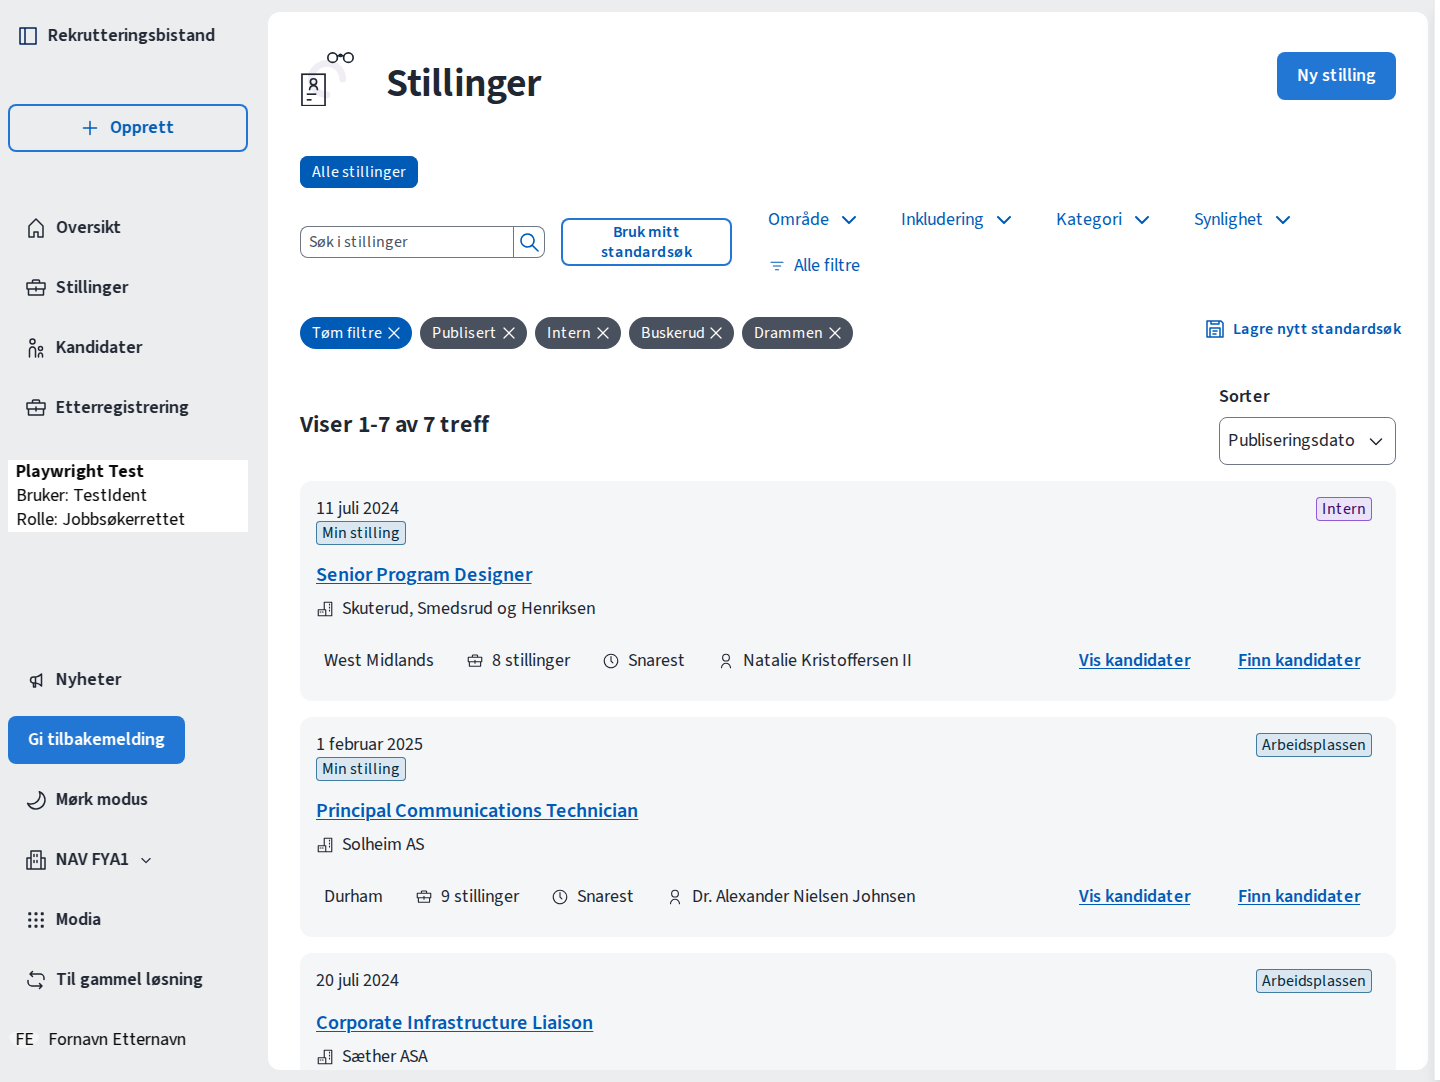 Rekrutteringsbistand
Opprett
Oversikt
Stillinger
Kandidater
Etterregistrering
Playwright Test
Bruker: TestIdent
Rolle: Jobbsøkerrettet
Nyheter
Gi tilbakemelding
Mørk modus
NAV FYA1
Modia
Til gammel løsning
FE Fornavn Etternavn
Stillinger
Ny stilling
Alle stillinger
Søk i stillinger
Bruk mitt
standardsøk
Område Inkludering Kategori Synlighet
Alle filtre
Tøm filtre Publisert Intern Buskerud Drammen
Lagre nytt standardsøk
Viser 1-7 av 7 treff
Sorter
Publiseringsdato
11 juli 2024 Intern
Min stilling
Senior Program Designer
Skuterud, Smedsrud og Henriksen
West Midlands 8 stillinger Snarest Natalie Kristoffersen II Vis kandidater Finn kandidater
1 februar 2025 Arbeidsplassen
Min stilling
Principal Communications Technician
Solheim AS
Durham 9 stillinger Snarest Dr. Alexander Nielsen Johnsen Vis kandidater Finn kandidater
20 juli 2024 Arbeidsplassen
Corporate Infrastructure Liaison
Sæther ASA